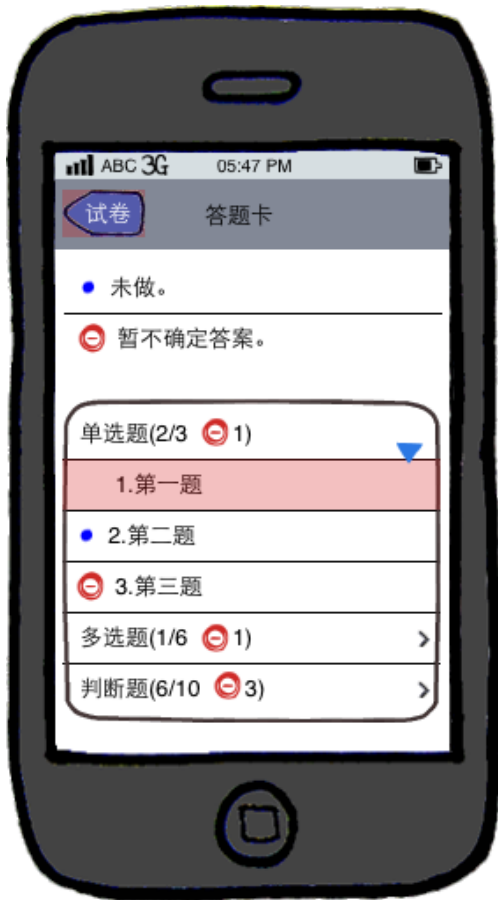 ABC 3G 05:47 PM
试卷 答题卡
未做。
暂不确定答案。
单选题(2/3 1)
1.第一题
2.第二题
3.第三题
多选题(1/6 1)
判断题(6/10 3)